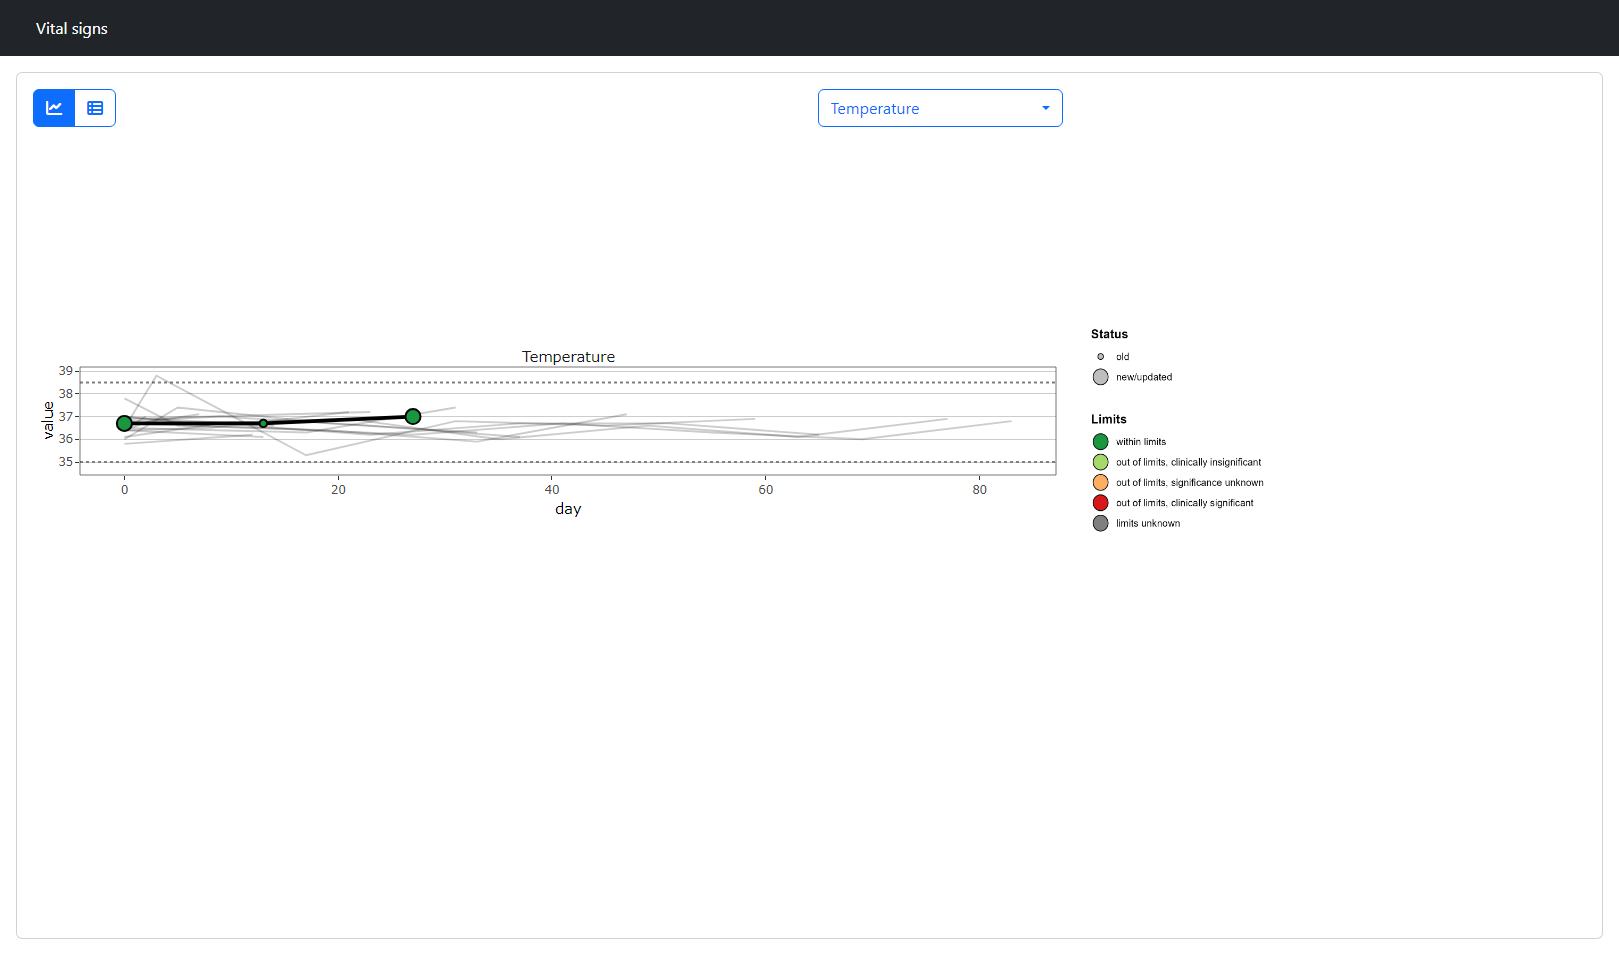 Vital signs
Temperature
Temperature
value
39
38
37
36
35
0
20
40
60
80
day
Status
old
new/updated
Limits
within limits
out of limits, clinically insignificant
out of limits, significance unknown
out of limits, clinically significant
limits unknown